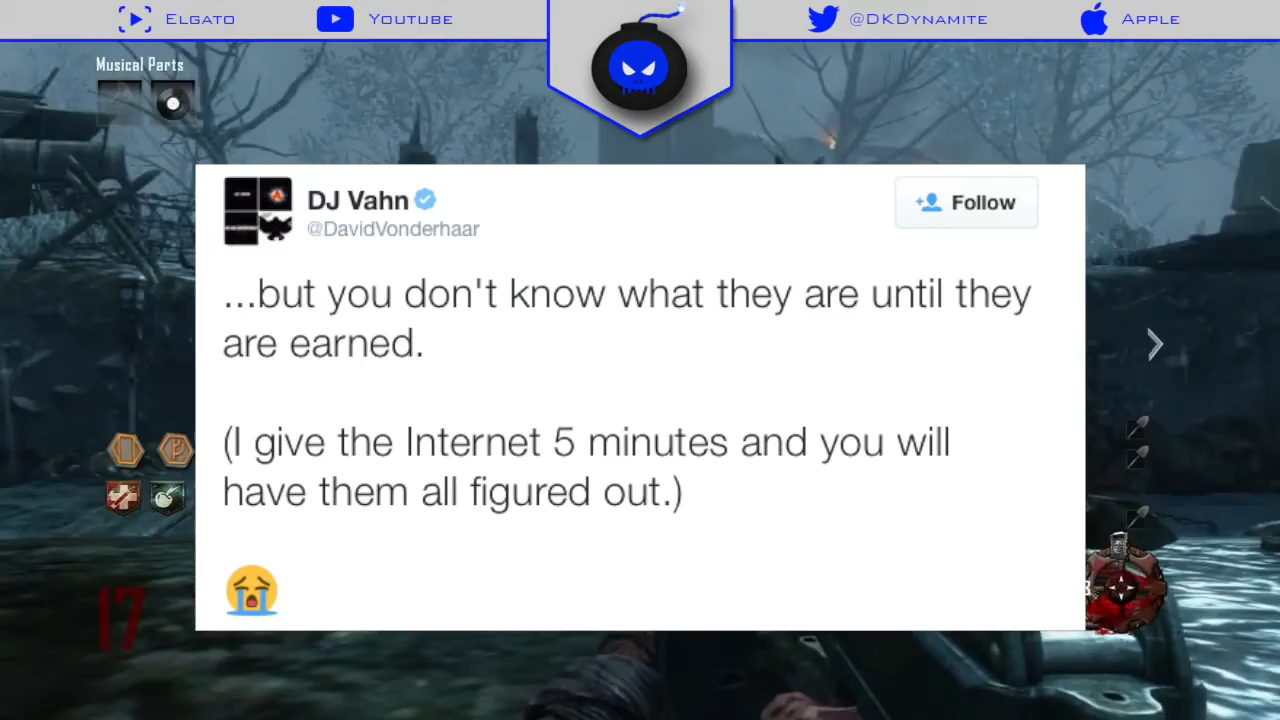 Elgato
Youtube
@DKDynamite
Apple
Musical Parts
DJ Vahn
@DavidVonderhaar
Follow
...but you don't know what they are until they
are earned.
(I give the Internet 5 minutes and you will
have them all figured out.)
17